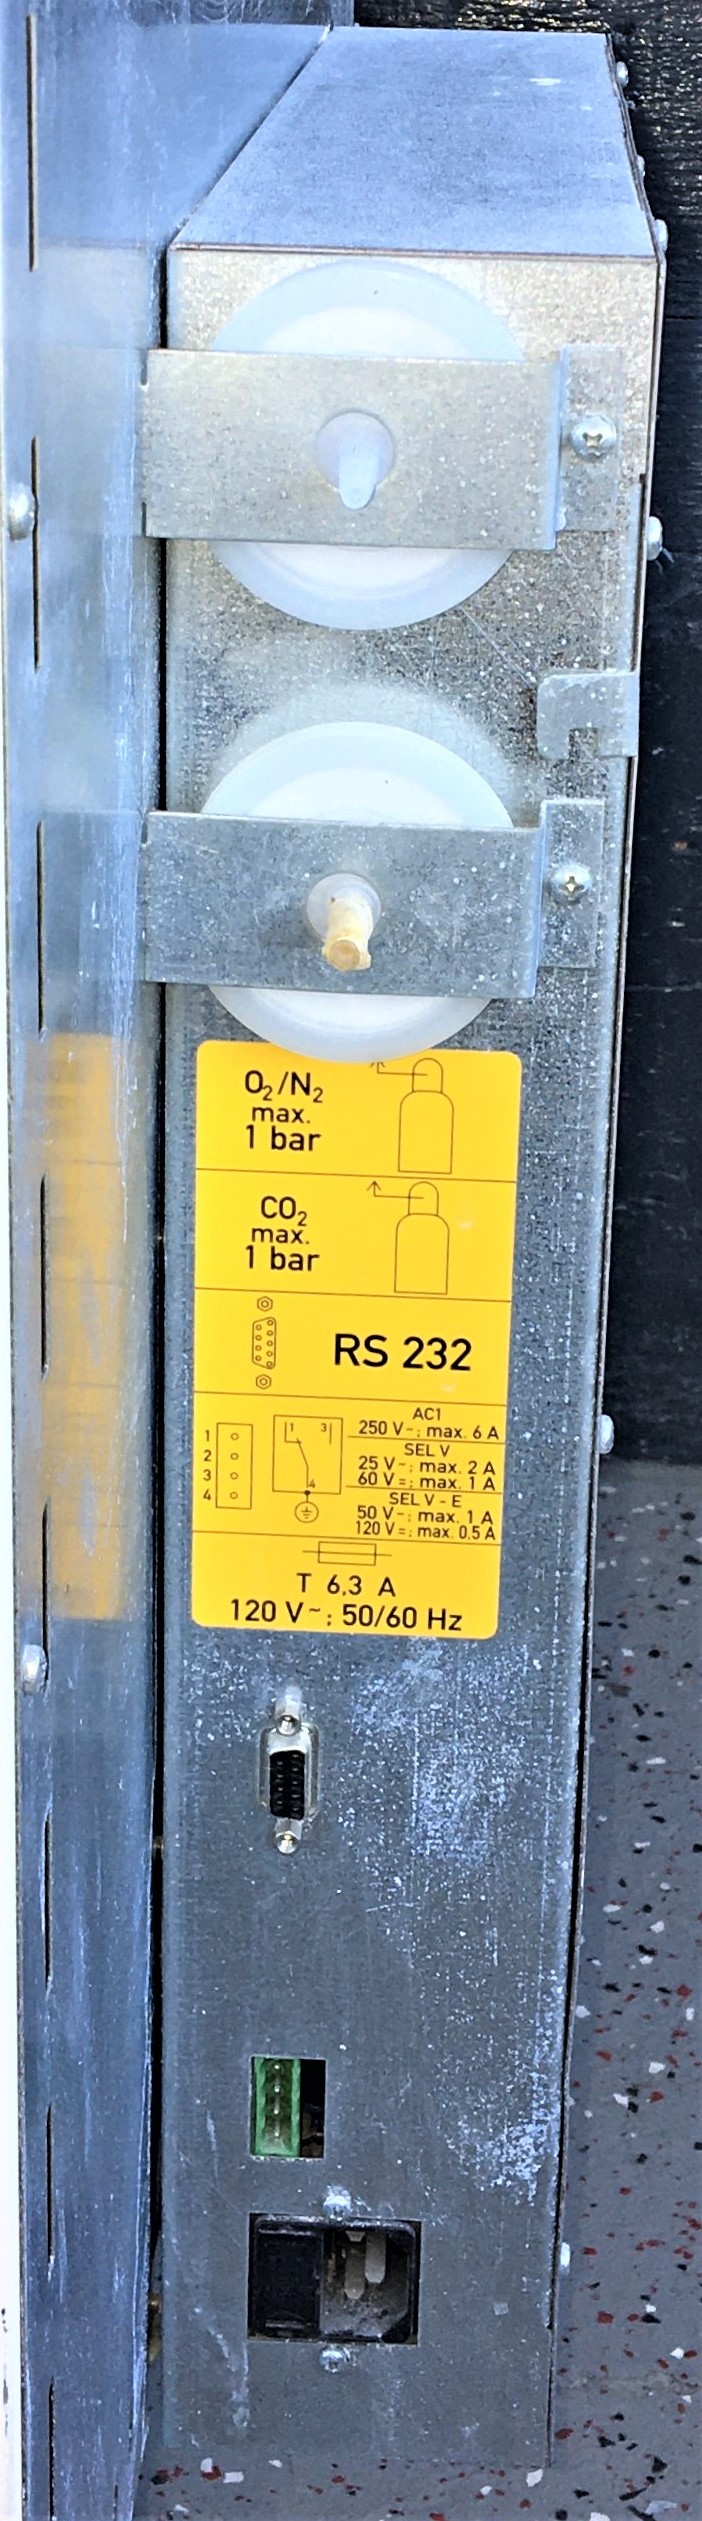 O₂/N₂
max.
1 bar
CO₂
max.
1 bar
RS 232
1
2
3
4
1 3
4
AC1
250 V~: max. 6 A
SEL V
25 V~: max. 2 A
60 V=: max. 1 A
SEL V - E
50 V~: max. 1 A
120 V=: max. 0.5 A
T 6,3 A
120 V~: 50/60 Hz